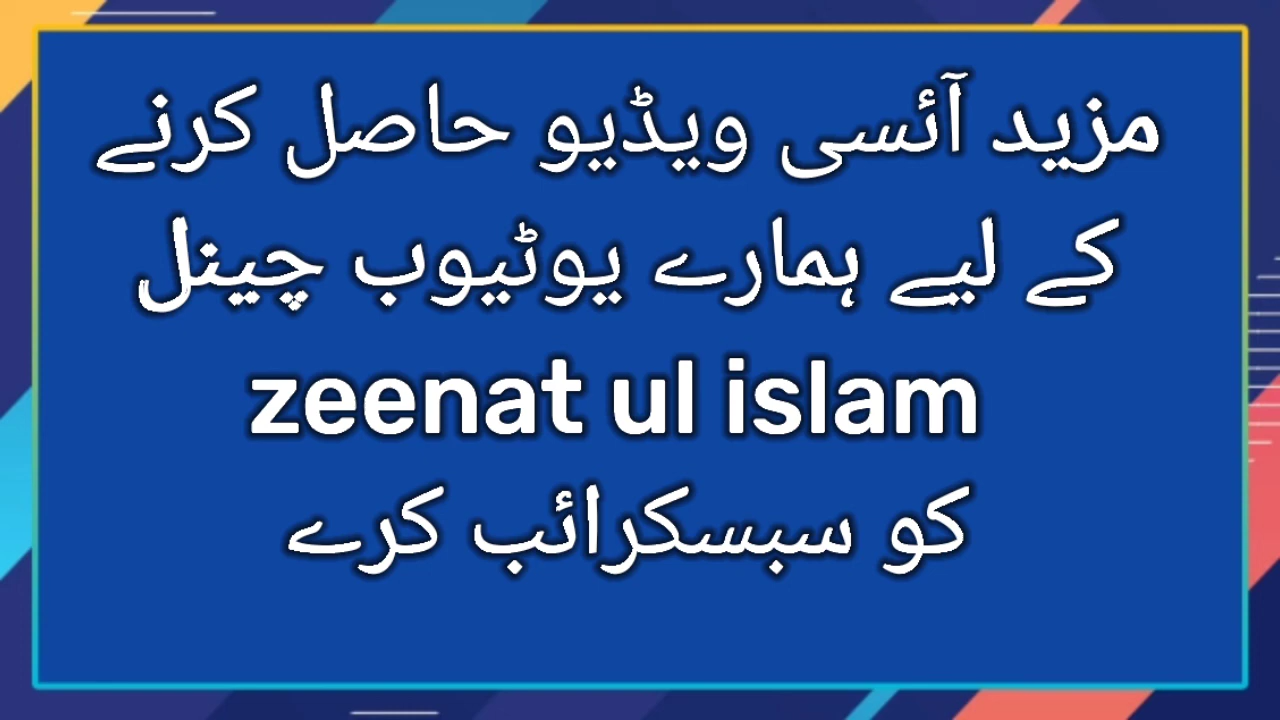 مزید آئسی ویڈیو حاصل کرنے
کے لیے ہمارے یوٹیوب چینل
zeenat ul islam
کو سبسکرائب کرے